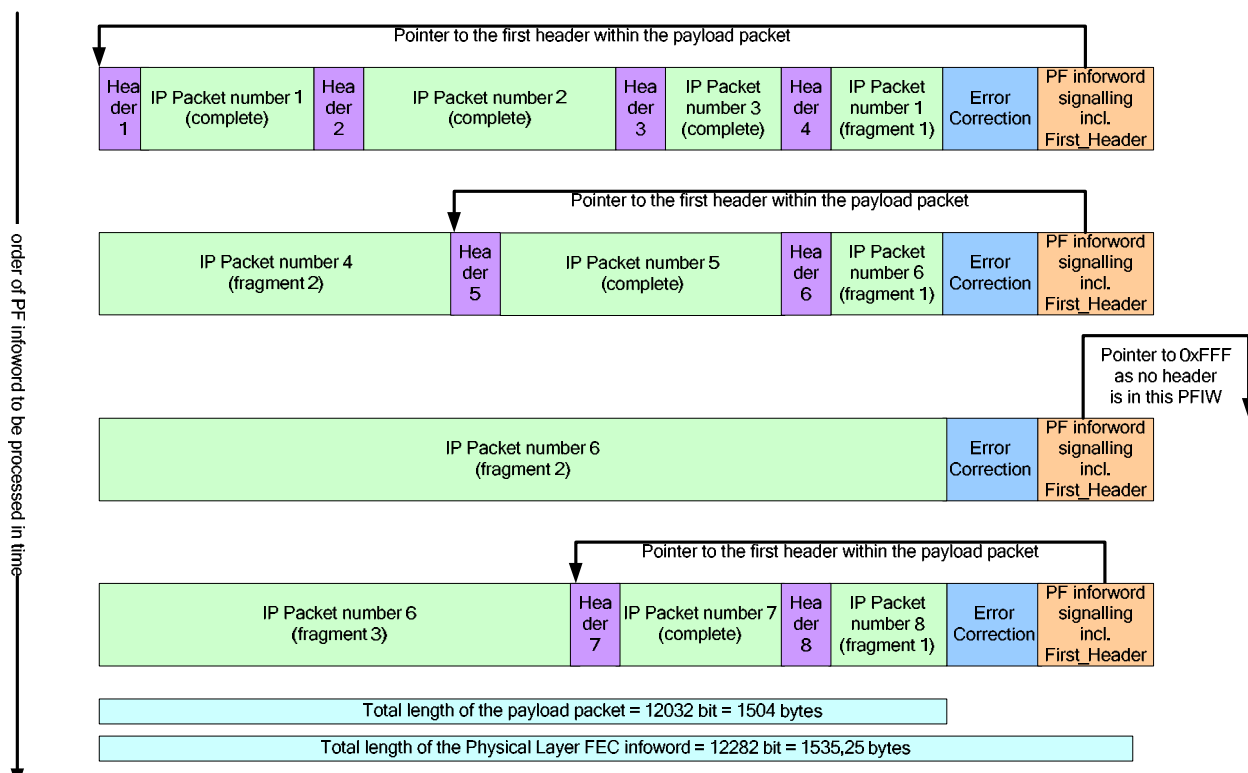 Pointer to the first header within the payload packet
Hea
der
1
IP Packet number 1
(complete)
Hea
der
2
IP Packet number 2
(complete)
Hea
der
3
IP Packet
number 3
(complete)
Hea
der
4
IP Packet
number 1
(fragment 1)
Error
Correction
PF inforword
signalling
incl.
First_Header
Pointer to the first header within the payload packet
IP Packet number 4
(fragment 2)
Hea
der
5
IP Packet number 5
(complete)
Hea
der
6
IP Packet
number 6
(fragment 1)
Error
Correction
PF inforword
signalling
incl.
First_Header
order of PF infoword to be processed in time
Pointer to 0xFFF
as no header
is in this PFIW
IP Packet number 6
(fragment 2)
Error
Correction
PF inforword
signalling
incl.
First_Header
Pointer to the first header within the payload packet
IP Packet number 6
(fragment 3)
Hea
der
7
IP Packet number 7
(complete)
Hea
der
8
IP Packet
number 8
(fragment 1)
Error
Correction
PF inforword
signalling
incl.
First_Header
Total length of the payload packet = 12032 bit = 1504 bytes
Total length of the Physical Layer FEC infoword = 12282 bit = 1535,25 bytes